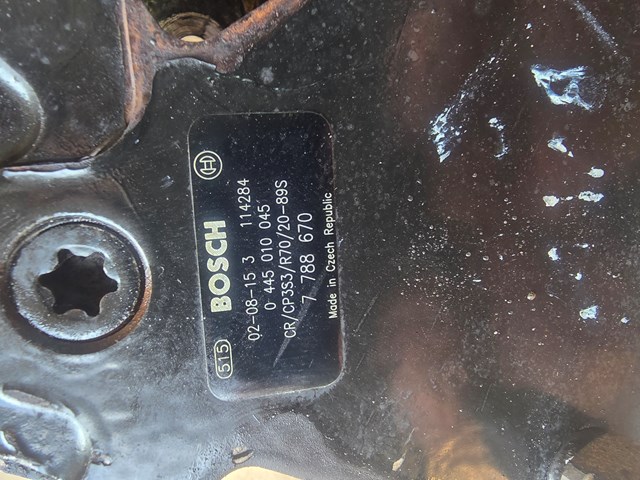 515 BOSCH
02-08-15 3 114284
0 445 010 045
CR/CP3S3/R70/20-89S
7 788 670
Made in Czech Republic